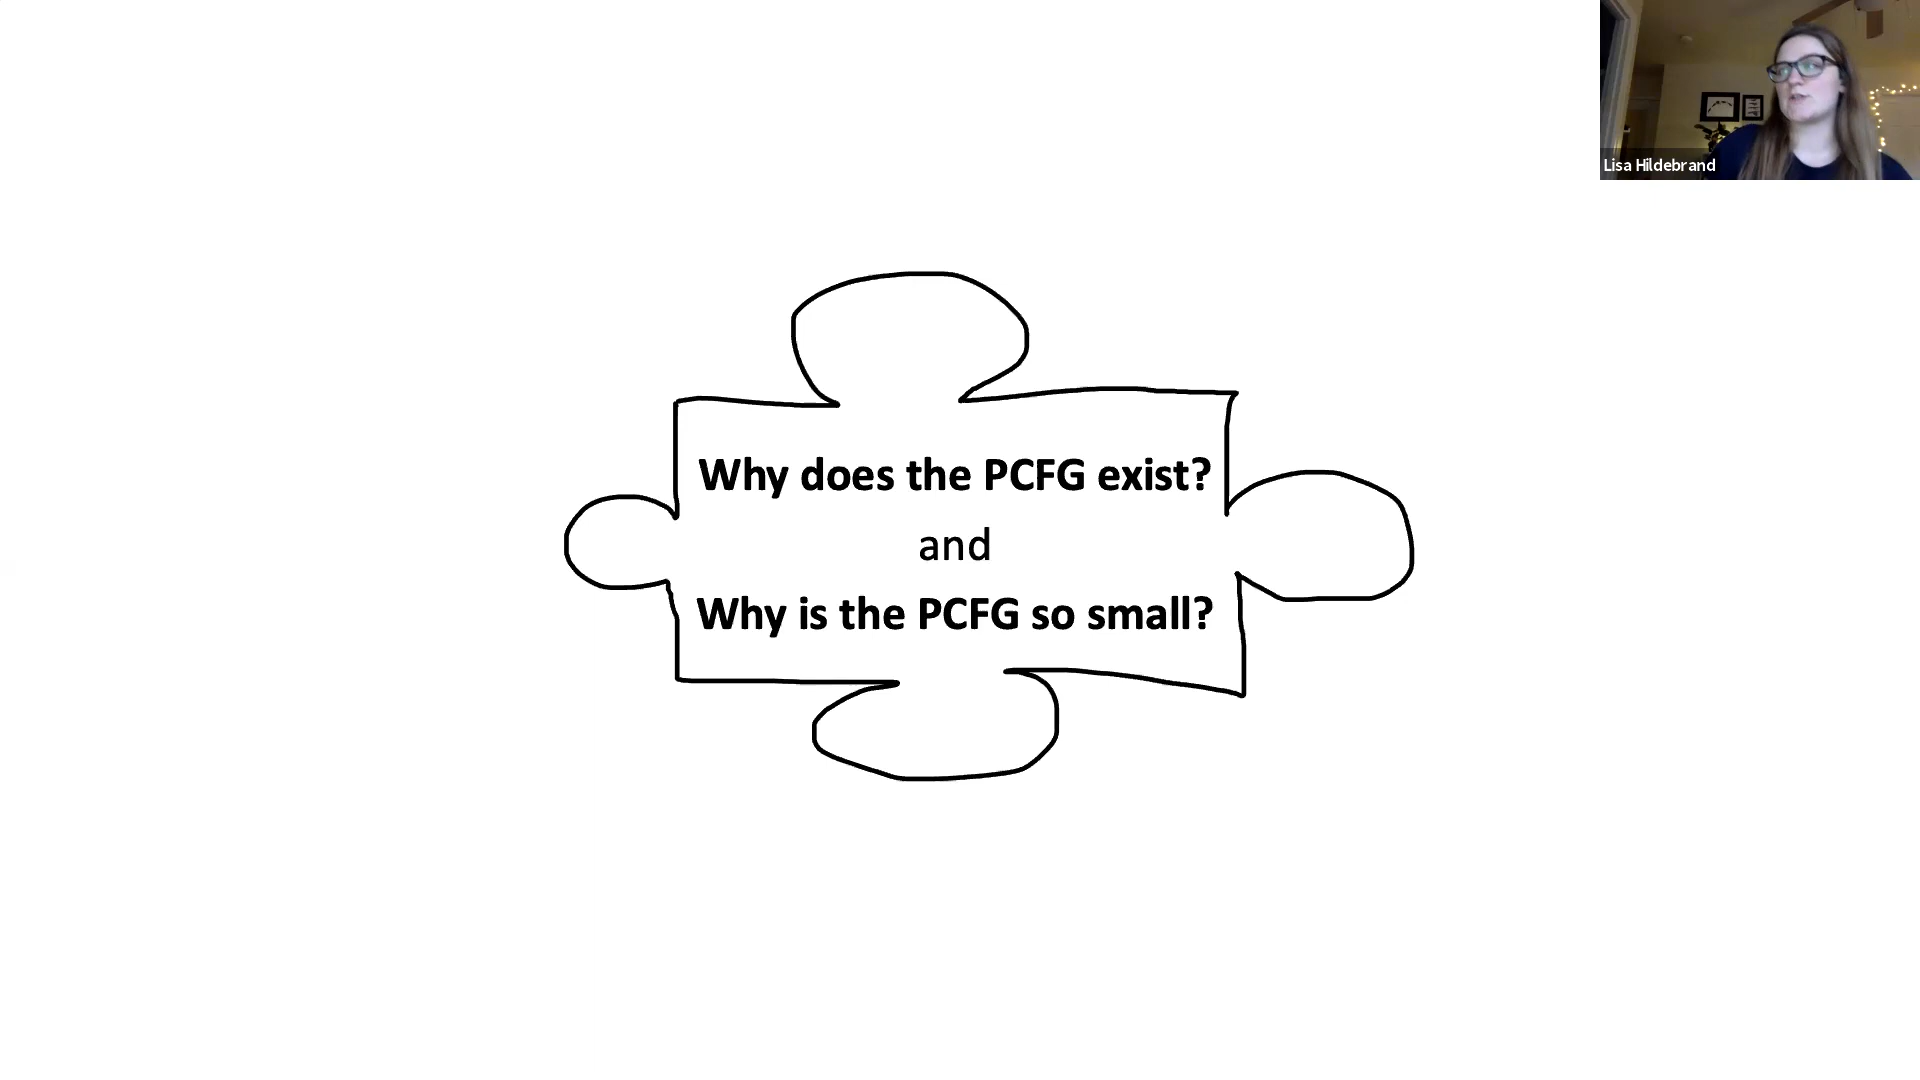 Lisa Hildebrand
Why does the PCFG exist?
and
Why is the PCFG so small?